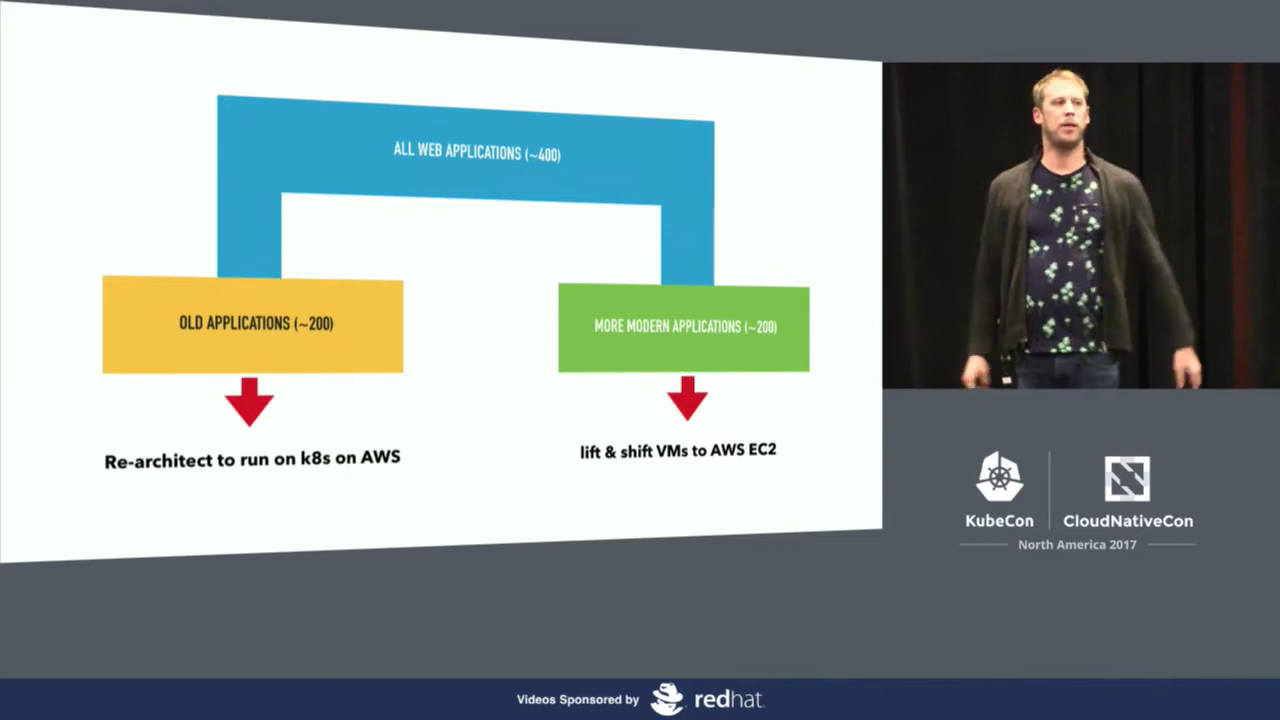 ALL WEB APPLICATIONS (~400)
OLD APPLICATIONS (~200)
MORE MODERN APPLICATIONS (~200)
Re-architect to run on k8s on AWS
lift & shift VMs to AWS EC2
KubeCon
CloudNativeCon
North America 2017
Videos Sponsored by
redhat.